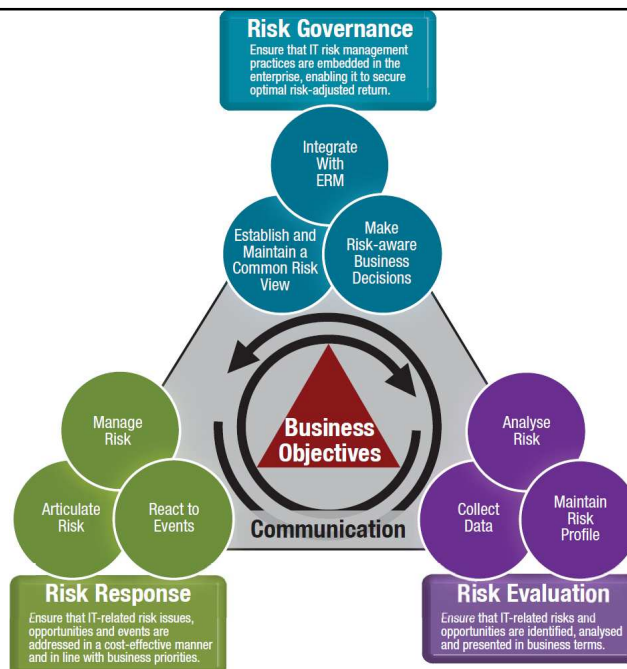 Risk Governance
Ensure that IT risk management
practices are embedded in the
enterprise, enabling it to secure
optimal risk-adjusted return.
Integrate
With
ERM
Establish and
Maintain a
Common Risk
View
Make
Risk-aware
Business
Decisions
Business
Objectives
Communication
Manage
Risk
Articulate
Risk
React to
Events
Risk Response
Ensure that IT-related risk issues,
opportunities and events are
addressed in a cost-effective manner
and in line with business priorities.
Analyse
Risk
Collect
Data
Maintain
Risk
Profile
Risk Evaluation
Ensure that IT-related risks and
opportunities are identified, analysed
and presented in business terms.